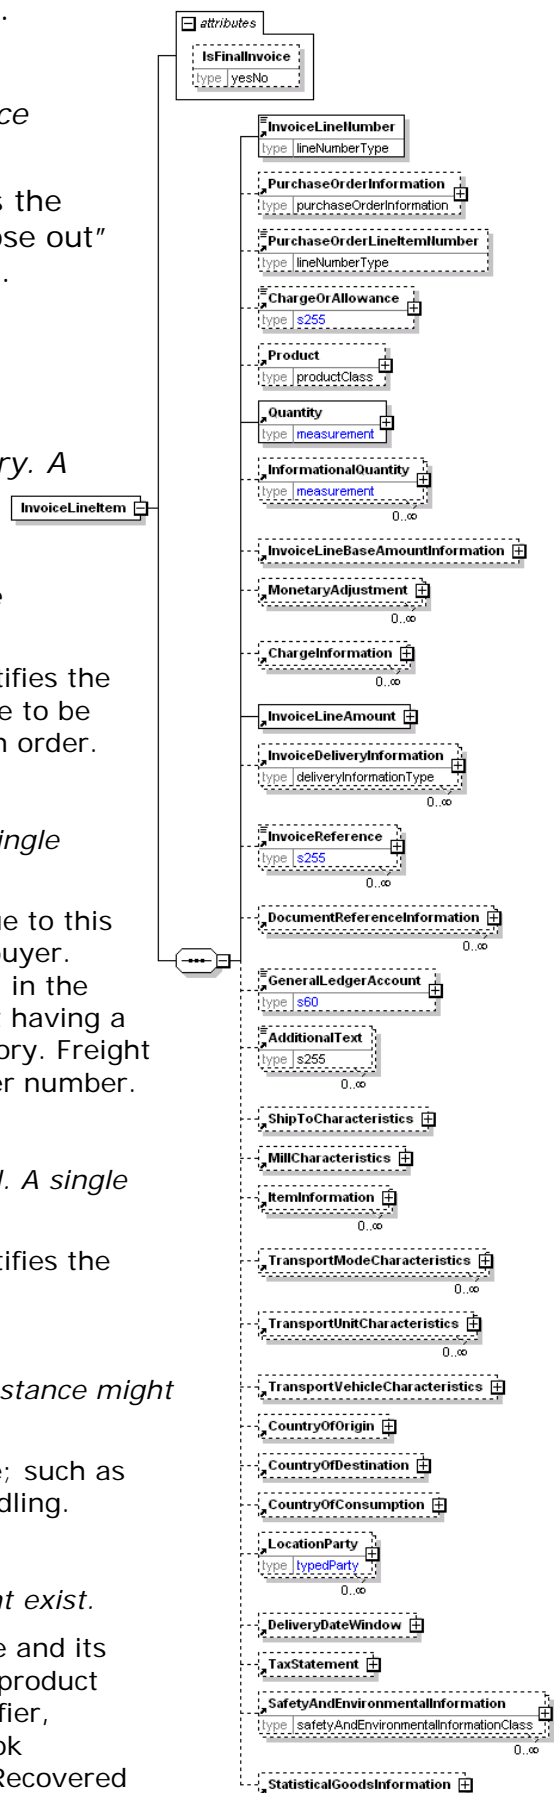 .
ce
s the
ose out"
.
ry. A
e
tifies the
e to be
n order.
ingle
ue to this
buyer.
in the
t having a
ory. Freight
er number.
l. A single
tifies the
stance might
e; such as
dling.
nt exist.
e and its
product
fier,
ok
Recovered
attributes
IsFinalInvoice
type yesNo
InvoiceLineItem
InvoiceLineNumber
type lineNumberType
PurchaseOrderInformation
type purchaseOrderInformation
PurchaseOrderLineItemNumber
type lineNumberType
ChargeOrAllowance
type s255
Product
type productClass
Quantity
type measurement
InformationalQuantity
type measurement
0..∞
InvoiceLineBaseAmountInformation
MonetaryAdjustment
0..∞
ChargeInformation
0..∞
InvoiceLineAmount
InvoiceDeliveryInformation
type deliveryInformationType
0..∞
InvoiceReference
type s255
0..∞
DocumentReferenceInformation
0..∞
GeneralLedgerAccount
type s60
AdditionalText
type s255
0..∞
ShipToCharacteristics
MillCharacteristics
ItemInformation
0..∞
TransportModeCharacteristics
0..∞
TransportUnitCharacteristics
0..∞
TransportVehicleCharacteristics
CountryOfOrigin
CountryOfDestination
CountryOfConsumption
LocationParty
type typedParty
0..∞
DeliveryDateWindow
TaxStatement
SafetyAndEnvironmentalInformation
type safetyAndEnvironmentalInformationClass
0..∞
StatisticalGoodsInformation